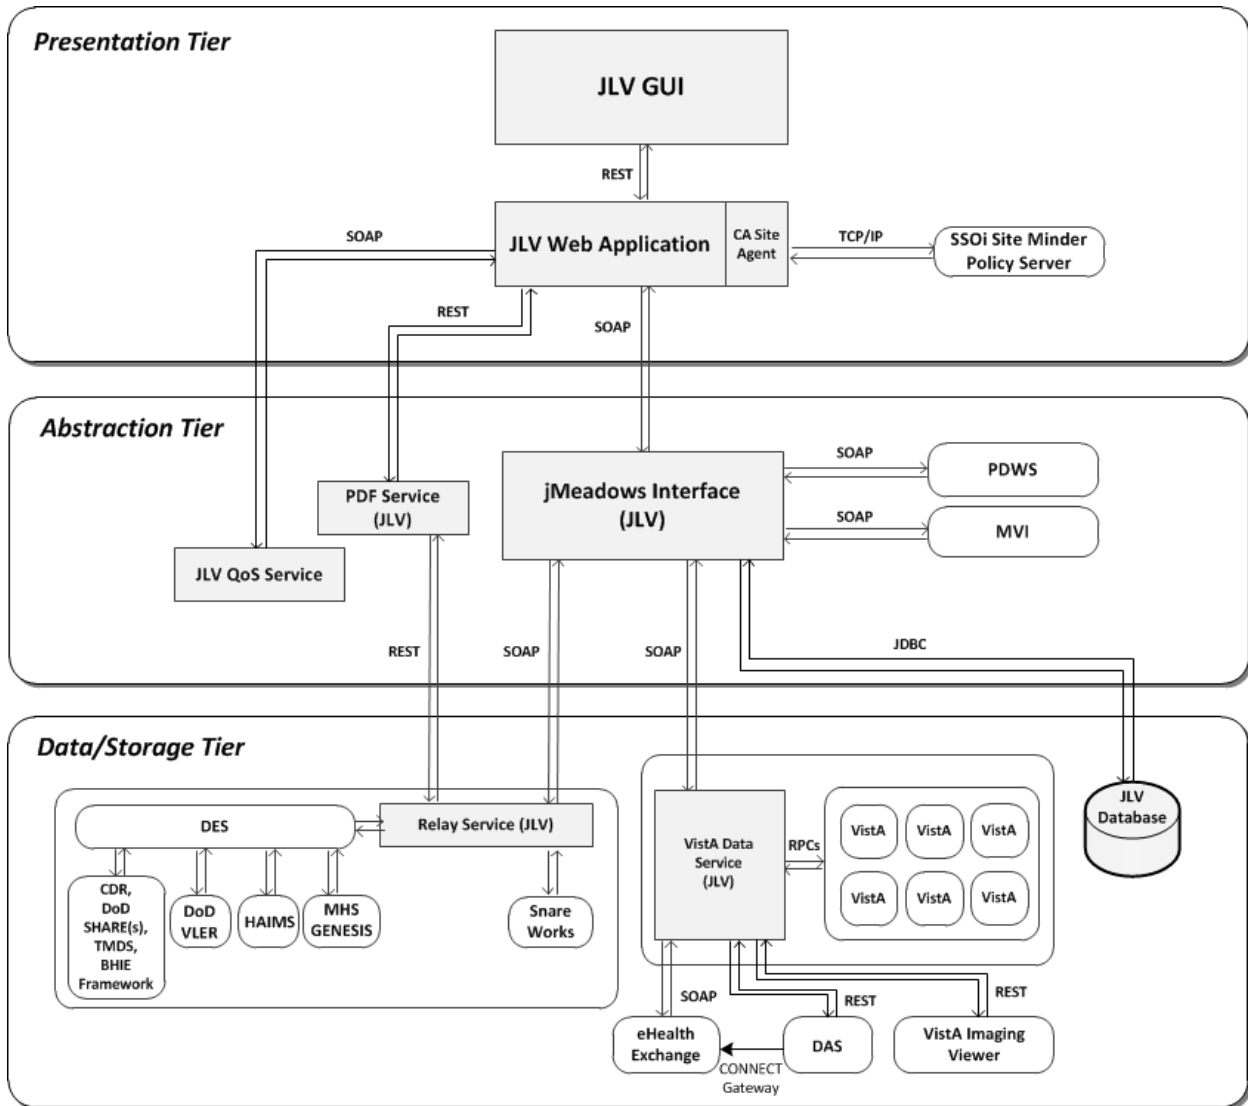 Presentation Tier
JLV GUI
REST
JLV Web Application
CA Site
Agent
TCP/IP
SSOi Site Minder
Policy Server
SOAP
REST
SOAP
Abstraction Tier
jMeadows Interface
(JLV)
SOAP
PDWS
SOAP
MVI
PDF Service
(JLV)
JLV QoS Service
REST
SOAP
SOAP
JDBC
Data/Storage Tier
DES
Relay Service (JLV)
CDR,
DoD
SHARE(s),
TMDS,
BHIE
Framework
DoD
VLER
HAIMS
MHS
GENESIS
Snare
Works
VistA Data
Service
(JLV)
RPCs
VistA
VistA
VistA
VistA
VistA
VistA
JLV
Database
SOAP
REST
REST
eHealth
Exchange
CONNECT
Gateway
DAS
VistA Imaging
Viewer